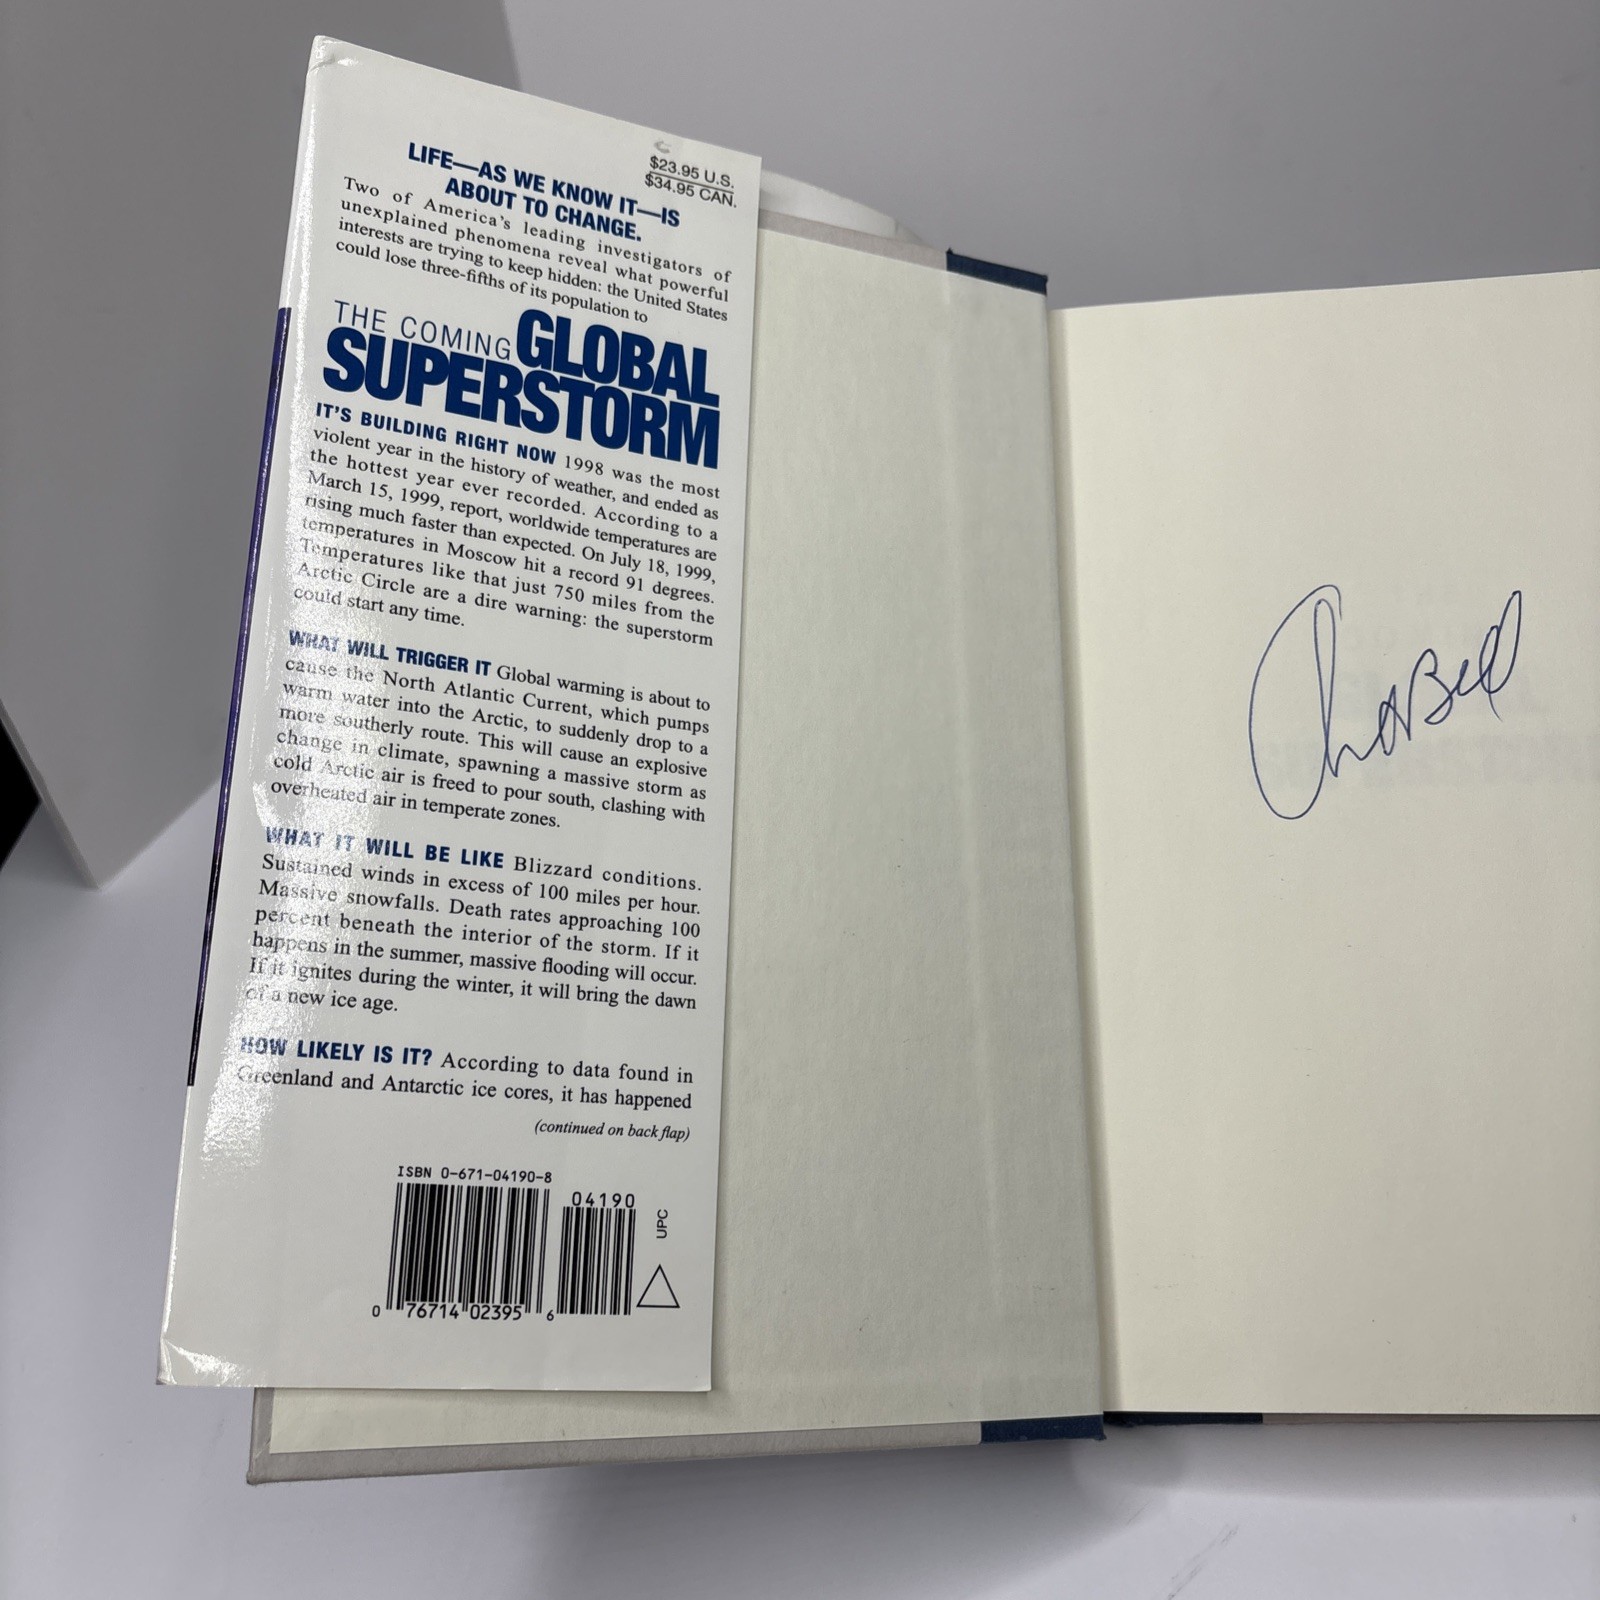 $23.95 U.S.
$34.95 CAN.
LIFE—AS WE KNOW IT—IS
ABOUT TO CHANGE.
Two of America's leading investigators of
unexplained phenomena reveal what powerful
interests are trying to keep hidden: the United States
could lose three-fifths of its population to
THE COMING GLOBAL
SUPERSTORM
IT'S BUILDING RIGHT NOW 1998 was the most
violent year in the history of weather, and ended as
the hottest year ever recorded. According to a
March 15, 1999, report, worldwide temperatures are
rising much faster than expected. On July 18, 1999,
temperatures in Moscow hit a record 91 degrees.
Temperatures like that just 750 miles from the
Arctic Circle are a dire warning: the superstorm
could start any time.
WHAT WILL TRIGGER IT Global warming is about to
cause the North Atlantic Current, which pumps
warm water into the Arctic, to suddenly drop to a
more southerly route. This will cause an explosive
change in climate, spawning a massive storm as
cold Arctic air is freed to pour south, clashing with
overheated air in temperate zones.
WHAT IT WILL BE LIKE Blizzard conditions.
Sustained winds in excess of 100 miles per hour.
Massive snowfalls. Death rates approaching 100
percent beneath the interior of the storm. If it
happens in the summer, massive flooding will occur.
If it ignites during the winter, it will bring the dawn
of a new ice age.
HOW LIKELY IS IT? According to data found in
Greenland and Antarctic ice cores, it has happened
(continued on back flap)
ISBN 0-671-04190-8
04190
UPC
0 76714 02395 6
Art Bell